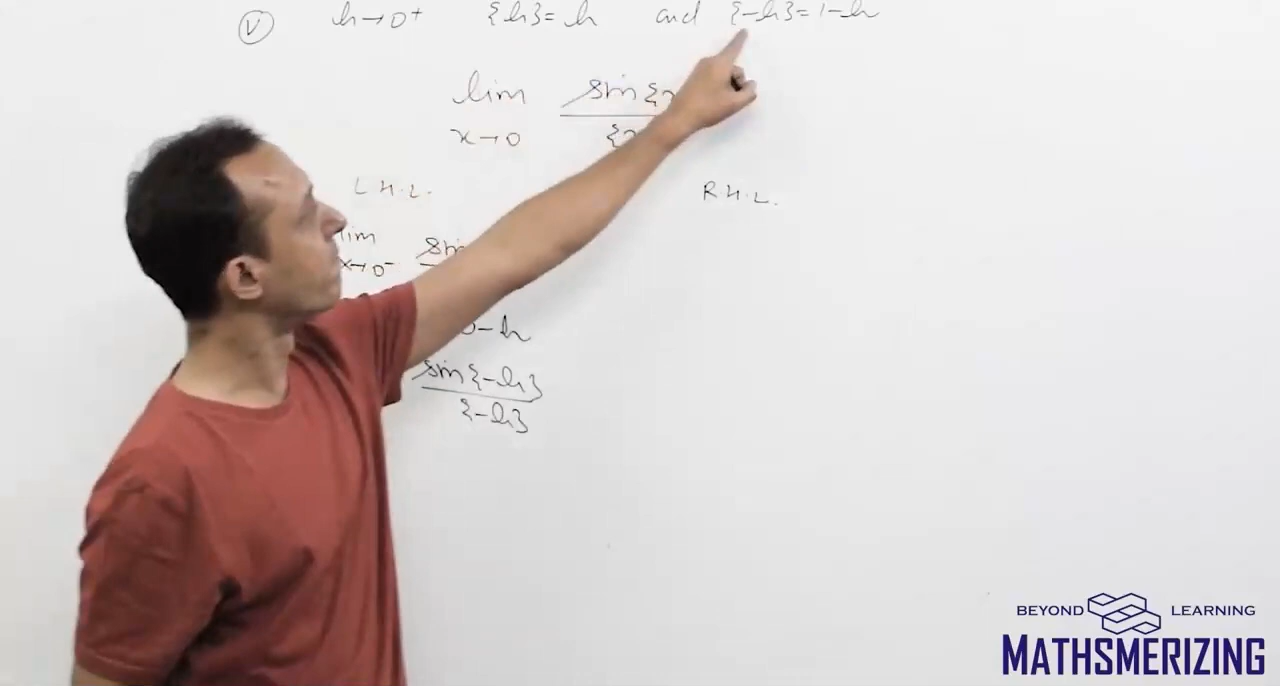 (v) h→0⁺ {h}=h and {-h}=1-h
lim sin{x
x→0 {x
L.H.L. R.H.L.
lim sin
x→0⁻
0-h
sin{-h}
{-h}
BEYOND LEARNING
MATHSMERIZING